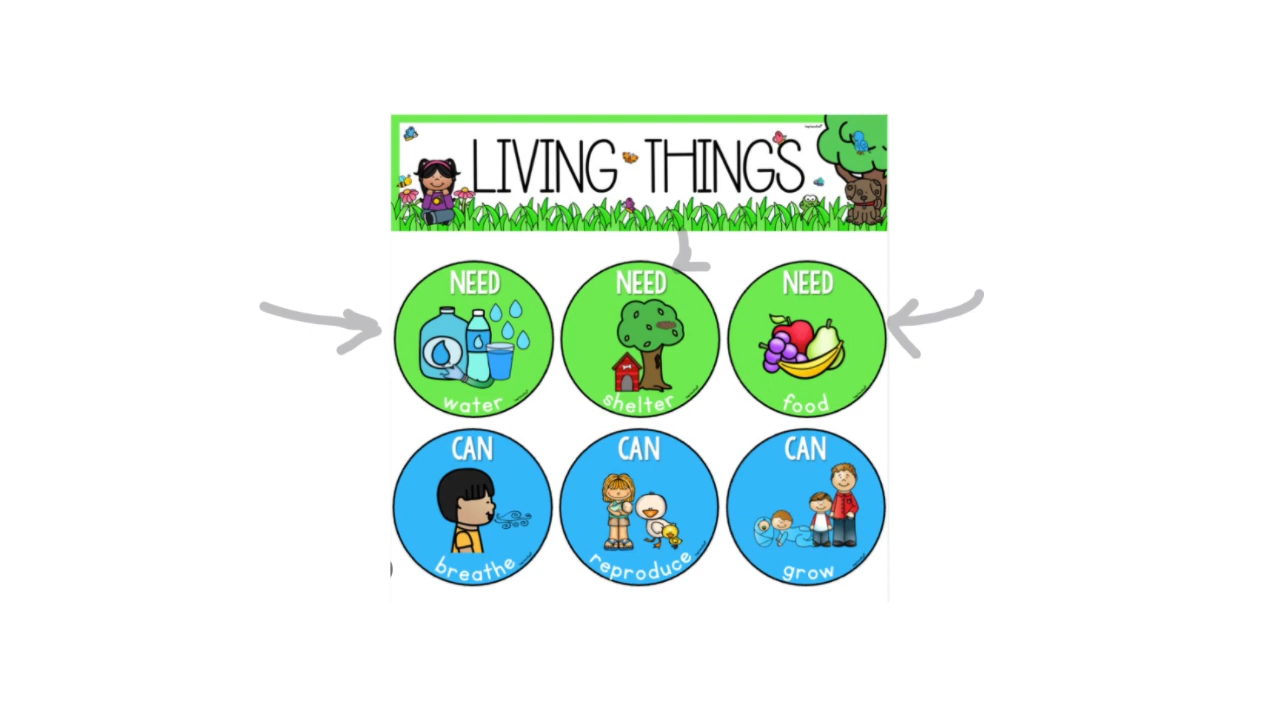 LIVING THINGS
NEED NEED NEED
water shelter food
CAN CAN CAN
breathe reproduce grow